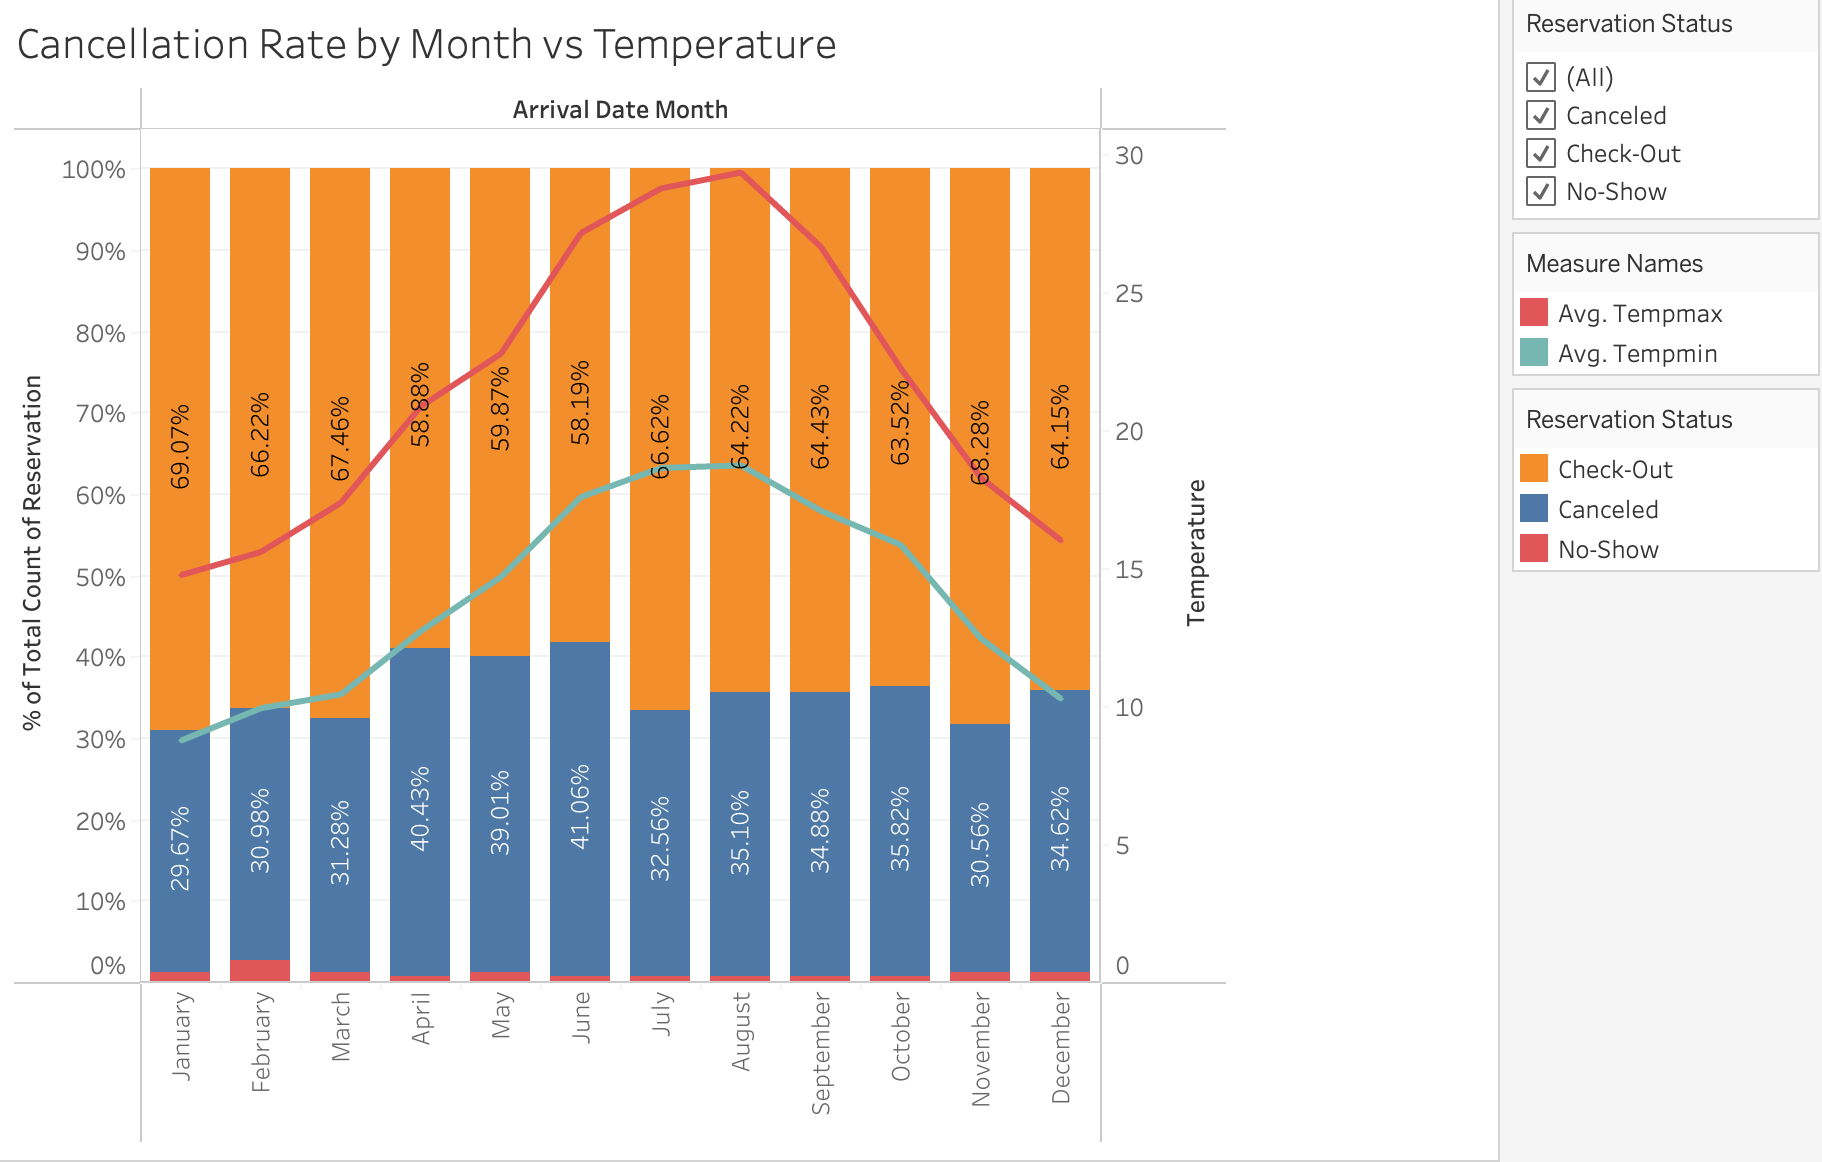 Cancellation Rate by Month vs Temperature
Arrival Date Month
% of Total Count of Reservation
100%
90%
80%
70%
60%
50%
40%
30%
20%
10%
0%
69.07%
66.22%
67.46%
58.88%
59.87%
58.19%
66.62%
64.22%
64.43%
63.52%
68.28%
64.15%
29.67%
30.98%
31.28%
40.43%
39.01%
41.06%
32.56%
35.10%
34.88%
35.82%
30.56%
34.62%
30
25
20
15
10
5
0
Temperature
January
February
March
April
May
June
July
August
September
October
November
December
Reservation Status
(All)
Canceled
Check-Out
No-Show
Measure Names
Avg. Tempmax
Avg. Tempmin
Reservation Status
Check-Out
Canceled
No-Show